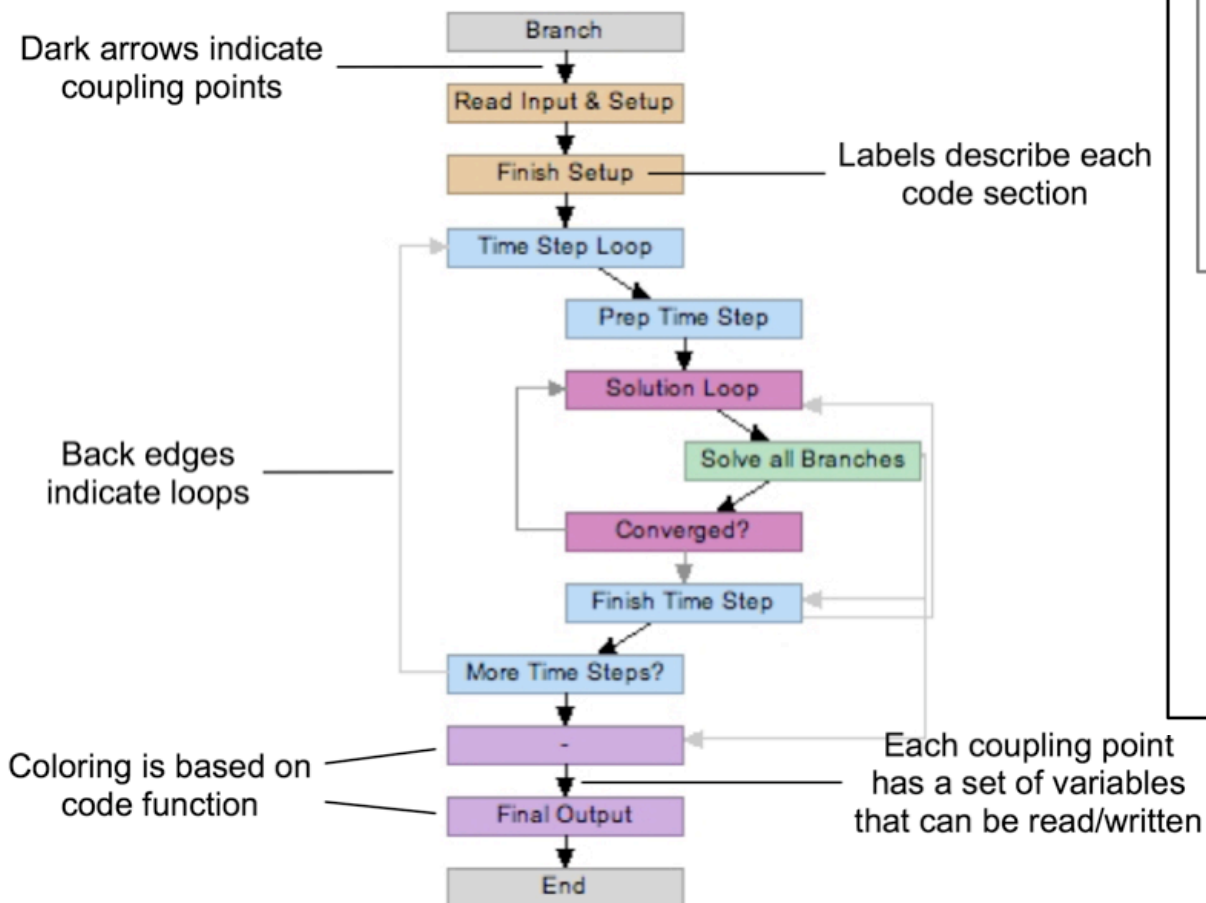 Branch
Dark arrows indicate
coupling points
Read Input & Setup
Finish Setup
Labels describe each
code section
Time Step Loop
Prep Time Step
Solution Loop
Back edges
indicate loops
Solve all Branches
Converged?
Finish Time Step
More Time Steps?
-
Coloring is based on
code function
Each coupling point
has a set of variables
that can be read/written
Final Output
End